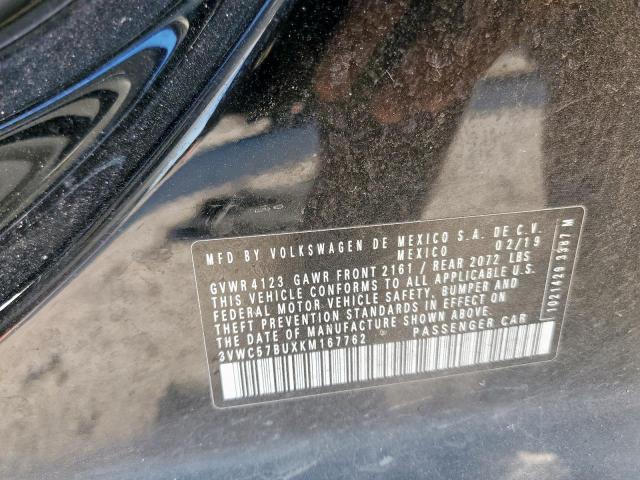 MFD BY VOLKSWAGEN DE MEXICO S.A. DE C.V.
MEXICO 02/19
GVWR 4123 GAWR FRONT 2161 / REAR 2072 LBS
THIS VEHICLE CONFORMS TO ALL APPLICABLE
FEDERAL MOTOR VEHICLE SAFETY, BUMPER AND
THEFT PREVENTION STANDARDS IN EFFECT ON
THE DATE OF MANUFACTURE SHOWN ABOVE.
3VWC57BUXKM167762 PASSENGER CAR
1021429 3387 M